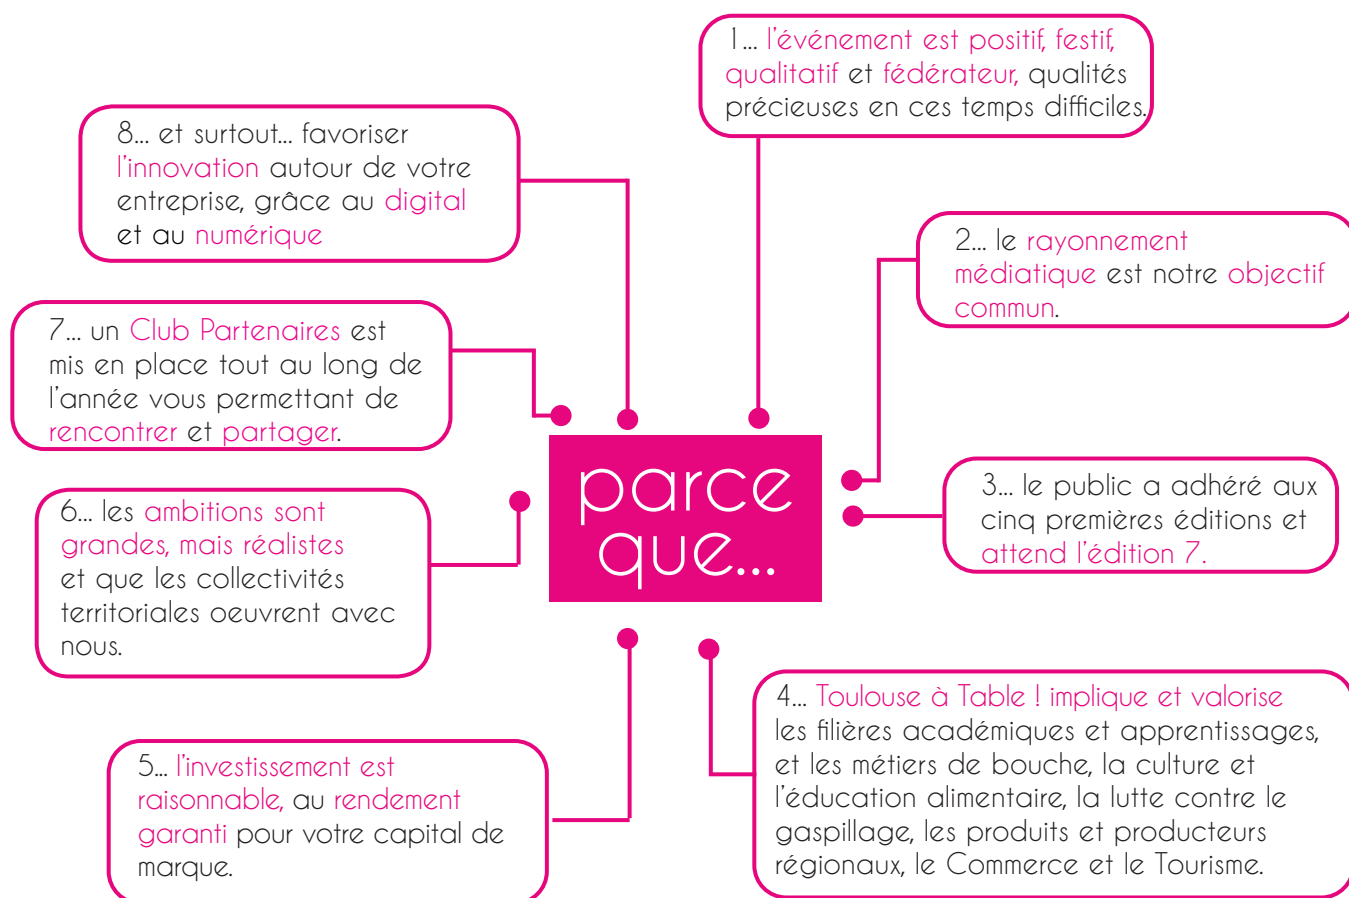 parce
que...
1... l'événement est positif, festif,
qualitatif et fédérateur, qualités
précieuses en ces temps difficiles.
2... le rayonnement
médiatique est notre objectif
commun.
3... le public a adhéré aux
cinq premières éditions et
attend l'édition 7.
4... Toulouse à Table ! implique et valorise
les filières académiques et apprentissages,
et les métiers de bouche, la culture et
l'éducation alimentaire, la lutte contre le
gaspillage, les produits et producteurs
régionaux, le Commerce et le Tourisme.
5... l'investissement est
raisonnable, au rendement
garanti pour votre capital de
marque.
6... les ambitions sont
grandes, mais réalistes
et que les collectivités
territoriales oeuvrent avec
nous.
7... un Club Partenaires est
mis en place tout au long de
l'année vous permettant de
rencontrer et partager.
8... et surtout... favoriser
l'innovation autour de votre
entreprise, grâce au digital
et au numérique